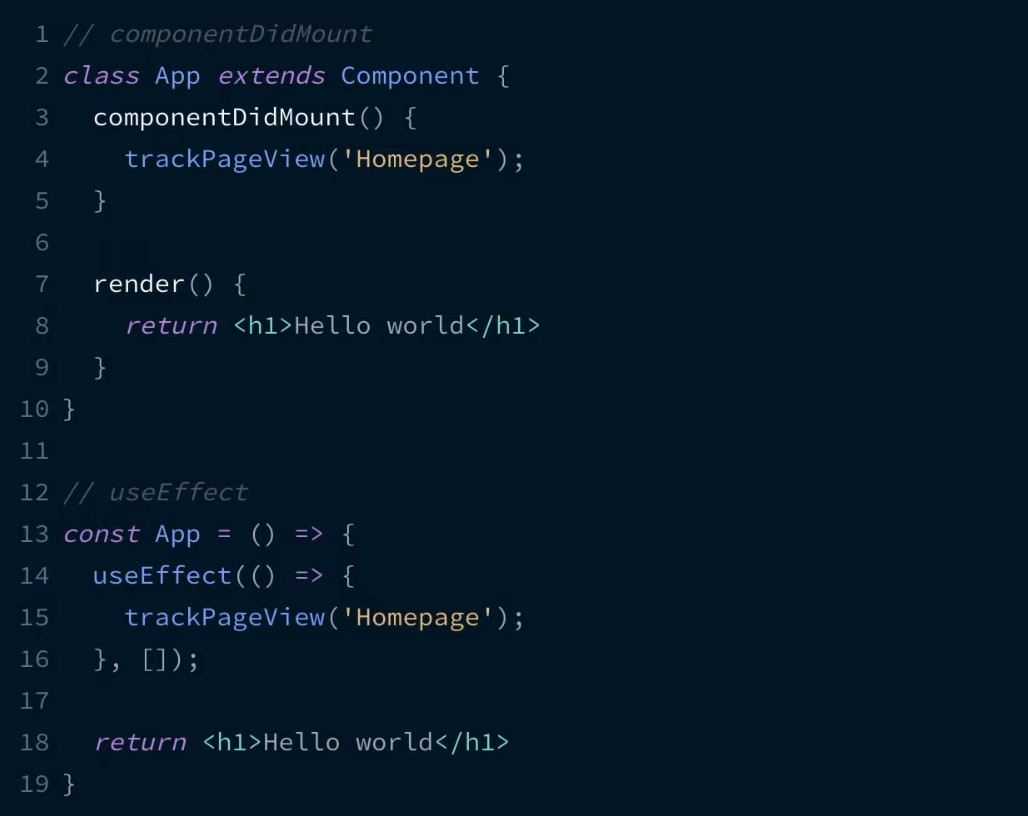 1 // componentDidMount
2 class App extends Component {
3   componentDidMount() {
4     trackPageView('Homepage');
5   }
6
7   render() {
8     return <h1>Hello world</h1>
9   }
10 }
11
12 // useEffect
13 const App = () => {
14   useEffect(() => {
15     trackPageView('Homepage');
16   }, []);
17
18   return <h1>Hello world</h1>
19 }